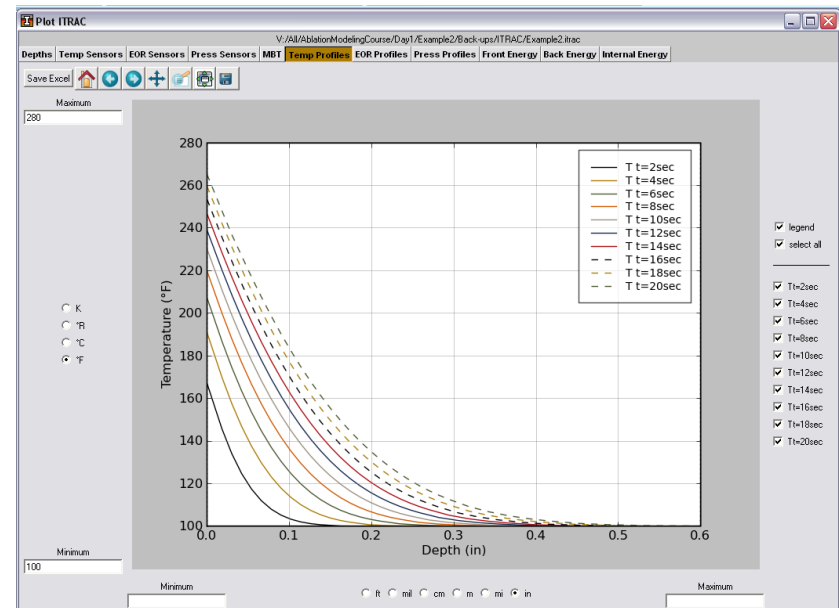 Plot ITRAC
V:/All/AblationModelingCourse/Day1/Example2/Back-ups/ITRAC/Example2.itrac
Depths Temp Sensors EOR Sensors Press Sensors MBT Temp Profiles EOR Profiles Press Profiles Front Energy Back Energy Internal Energy
Save Excel
Maximum
280
280
260
240
220
200
180
160
140
120
100
Temperature (°F)
0.0 0.1 0.2 0.3 0.4 0.5 0.6
Depth (in)
T t=2sec
T t=4sec
T t=6sec
T t=8sec
T t=10sec
T t=12sec
T t=14sec
T t=16sec
T t=18sec
T t=20sec
K
°R
°C
°F
legend
select all
Tt=2sec
Tt=4sec
Tt=6sec
Tt=8sec
Tt=10sec
Tt=12sec
Tt=14sec
Tt=16sec
Tt=18sec
Tt=20sec
Minimum
100
Minimum
ft mil cm m mi in
Maximum